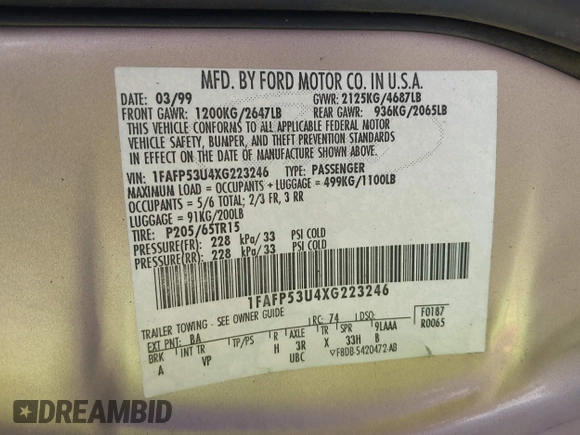 MFD. BY FORD MOTOR CO. IN U.S.A.
DATE: 03/99 GVWR: 2125KG/4687LB
FRONT GAWR: 1200KG/2647LB REAR GAWR: 936KG/2065LB
THIS VEHICLE CONFORMS TO ALL APPLICABLE FEDERAL MOTOR
VEHICLE SAFETY, BUMPER, AND THEFT PREVENTION STANDARDS
IN EFFECT ON THE DATE OF MANUFACTURE SHOWN ABOVE.
VIN: 1FAFP53U4XG223246 TYPE: PASSENGER
MAXIMUM LOAD = OCCUPANTS + LUGGAGE = 499KG/1100LB
OCCUPANTS = 5/6 TOTAL; 2/3 FR, 3 RR
LUGGAGE = 91KG/200LB
TIRE: P205/65TR15
PRESSURE(FR): 228 kPa/33 PSI COLD
PRESSURE(RR): 228 kPa/33 PSI COLD
1FAFP53U4XG223246
TRAILER TOWING - SEE OWNER GUIDE
EXT PNT: BA RC: 74 DSO: F0187
BRK INT TR TP/PS R AXLE TR SPR 9LAAA R0065
A VP H 3R X 33H B
UBC ▽F8DB-5420472-AB
DREAMBID